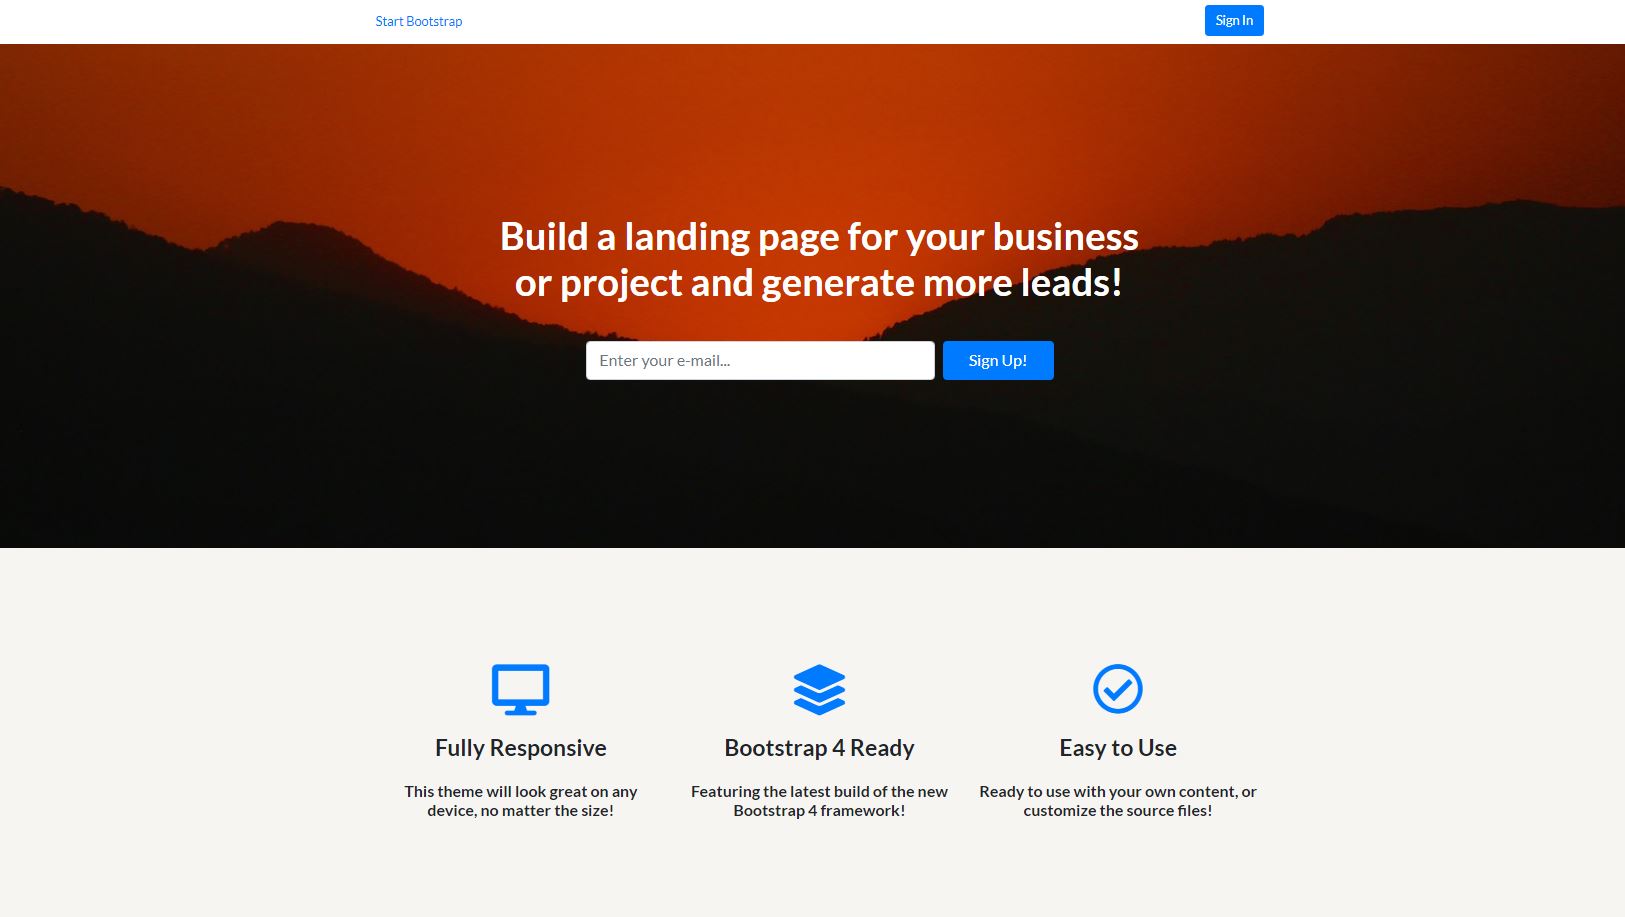 Start Bootstrap
Sign In
Build a landing page for your business
or project and generate more leads!
Enter your e-mail...
Sign Up!
Fully Responsive
This theme will look great on any
device, no matter the size!
Bootstrap 4 Ready
Featuring the latest build of the new
Bootstrap 4 framework!
Easy to Use
Ready to use with your own content, or
customize the source files!